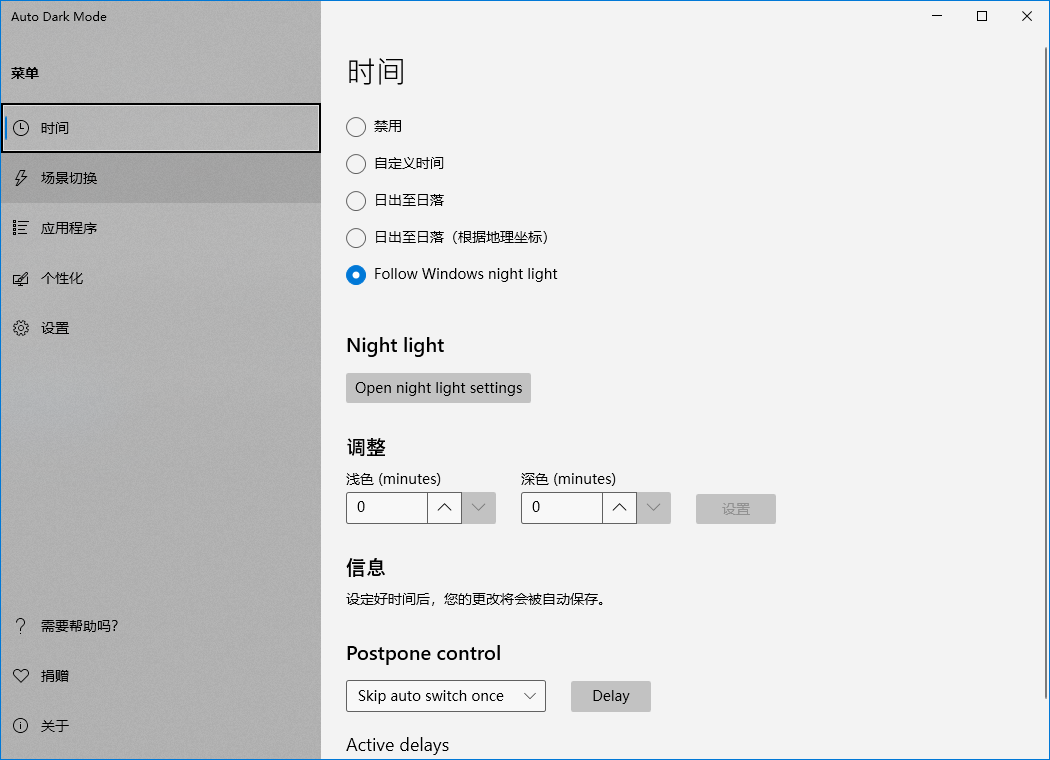 Auto Dark Mode
菜单
时间
场景切换
应用程序
个性化
设置
需要帮助吗?
捐赠
关于
时间
禁用
自定义时间
日出至日落
日出至日落（根据地理坐标）
Follow Windows night light
Night light
Open night light settings
调整
浅色 (minutes) 深色 (minutes)
0 0 设置
信息
设定好时间后，您的更改将会被自动保存。
Postpone control
Skip auto switch once Delay
Active delays